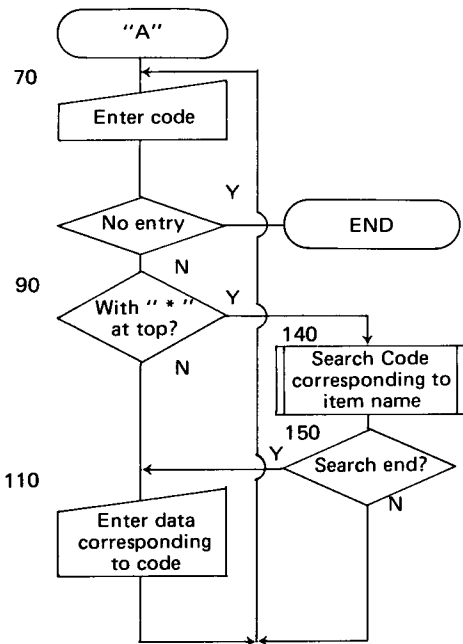 "A"
70
Enter code
Y
No entry
END
N
90
With " * "
at top?
Y
N
140
Search Code
corresponding to
item name
150
Y
Search end?
N
110
Enter data
corresponding
to code